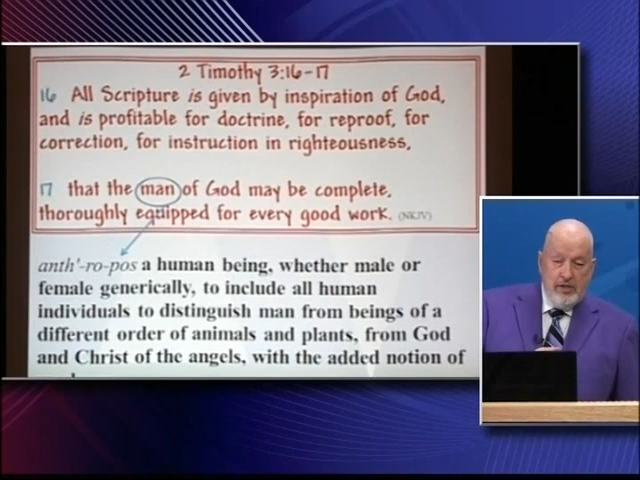 2 Timothy 3:16-17
16 All Scripture is given by inspiration of God,
and is profitable for doctrine, for reproof, for
correction, for instruction in righteousness,
17 that the man of God may be complete,
thoroughly equipped for every good work. (NKJV)
anth'-ro-pos a human being, whether male or
female generically, to include all human
individuals to distinguish man from beings of a
different order of animals and plants, from God
and Christ of the angels, with the added notion of